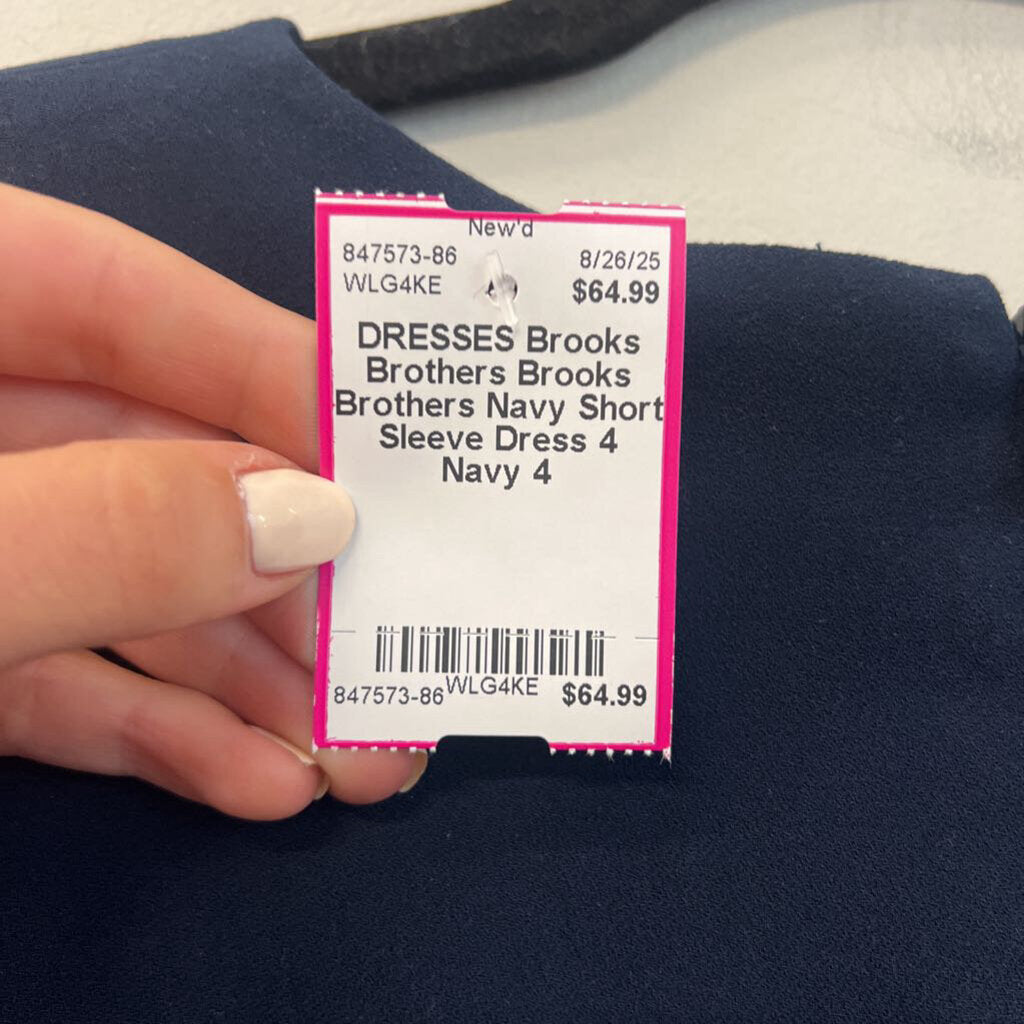 New'd
847573-86 8/26/25
WLG4KE $64.99
DRESSES Brooks
Brothers Brooks
Brothers Navy Short
Sleeve Dress 4
Navy 4
847573-86 WLG4KE $64.99